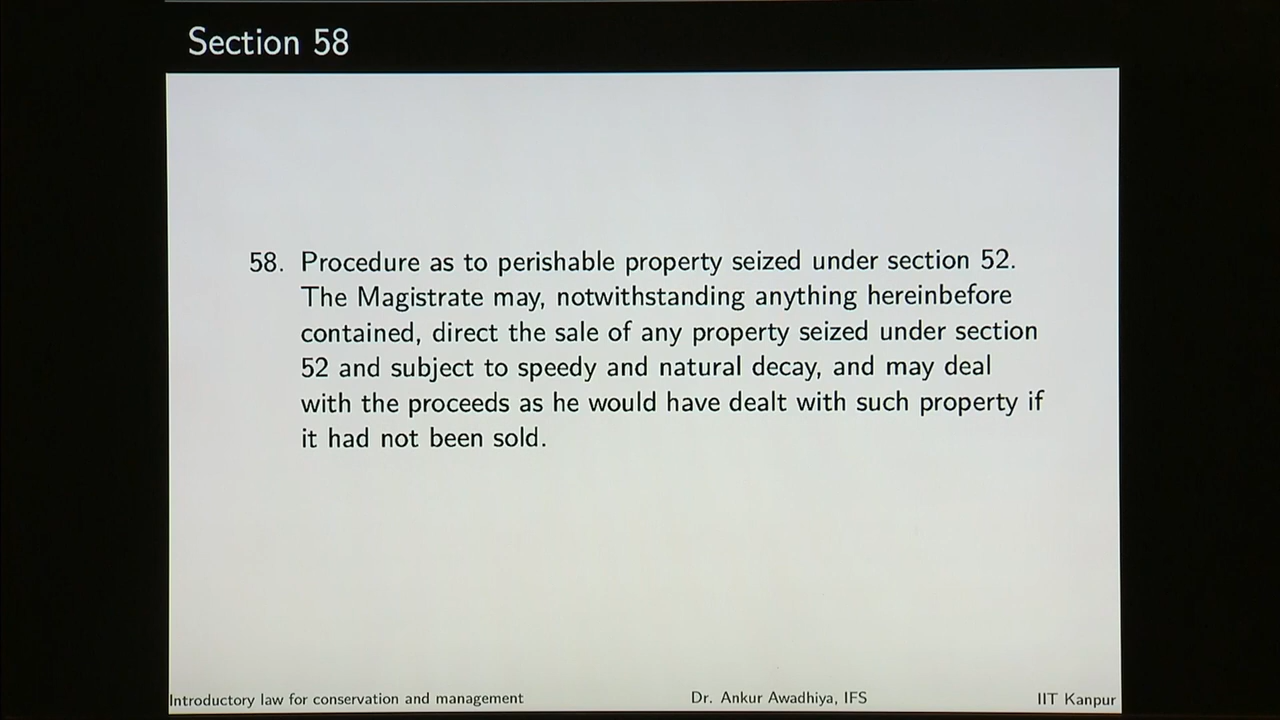 Section 58
58. Procedure as to perishable property seized under section 52.
The Magistrate may, notwithstanding anything hereinbefore
contained, direct the sale of any property seized under section
52 and subject to speedy and natural decay, and may deal
with the proceeds as he would have dealt with such property if
it had not been sold.
Introductory law for conservation and management Dr. Ankur Awadhiya, IFS IIT Kanpur